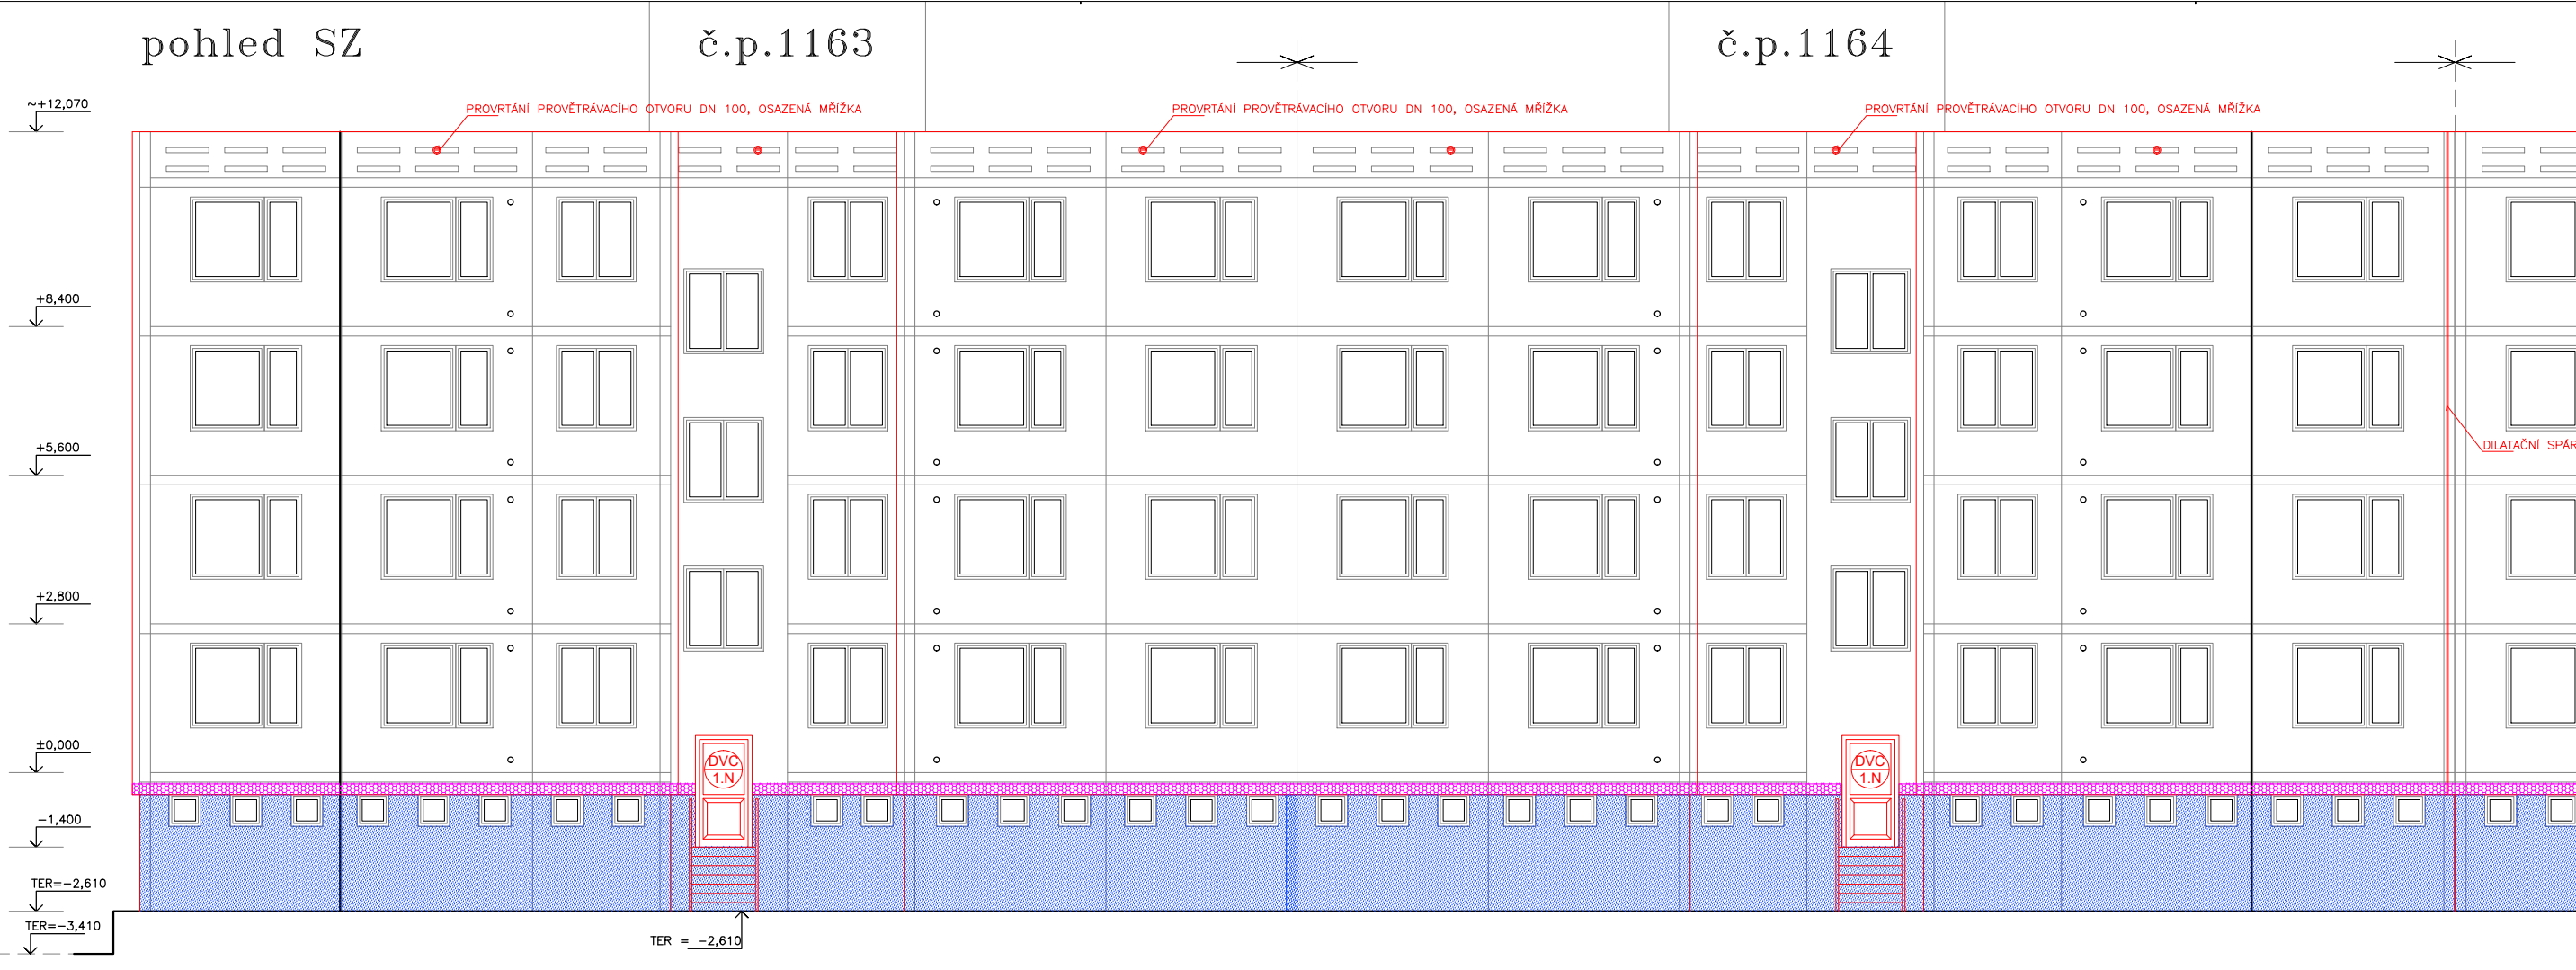 pohled SZ
č.p.1163
č.p.1164
~+12,070
PROVRTÁNÍ PROVĚTRÁVACÍHO OTVORU DN 100, OSAZENÁ MŘÍŽKA
PROVRTÁNÍ PROVĚTRÁVACÍHO OTVORU DN 100, OSAZENÁ MŘÍŽKA
PROVRTÁNÍ PROVĚTRÁVACÍHO OTVORU DN 100, OSAZENÁ MŘÍŽKA
+8,400
+5,600
DILATAČNÍ SPÁR
+2,800
±0,000
DVC
1.N
DVC
1.N
-1,400
TER=-2,610
TER=-3,410
TER = -2,610